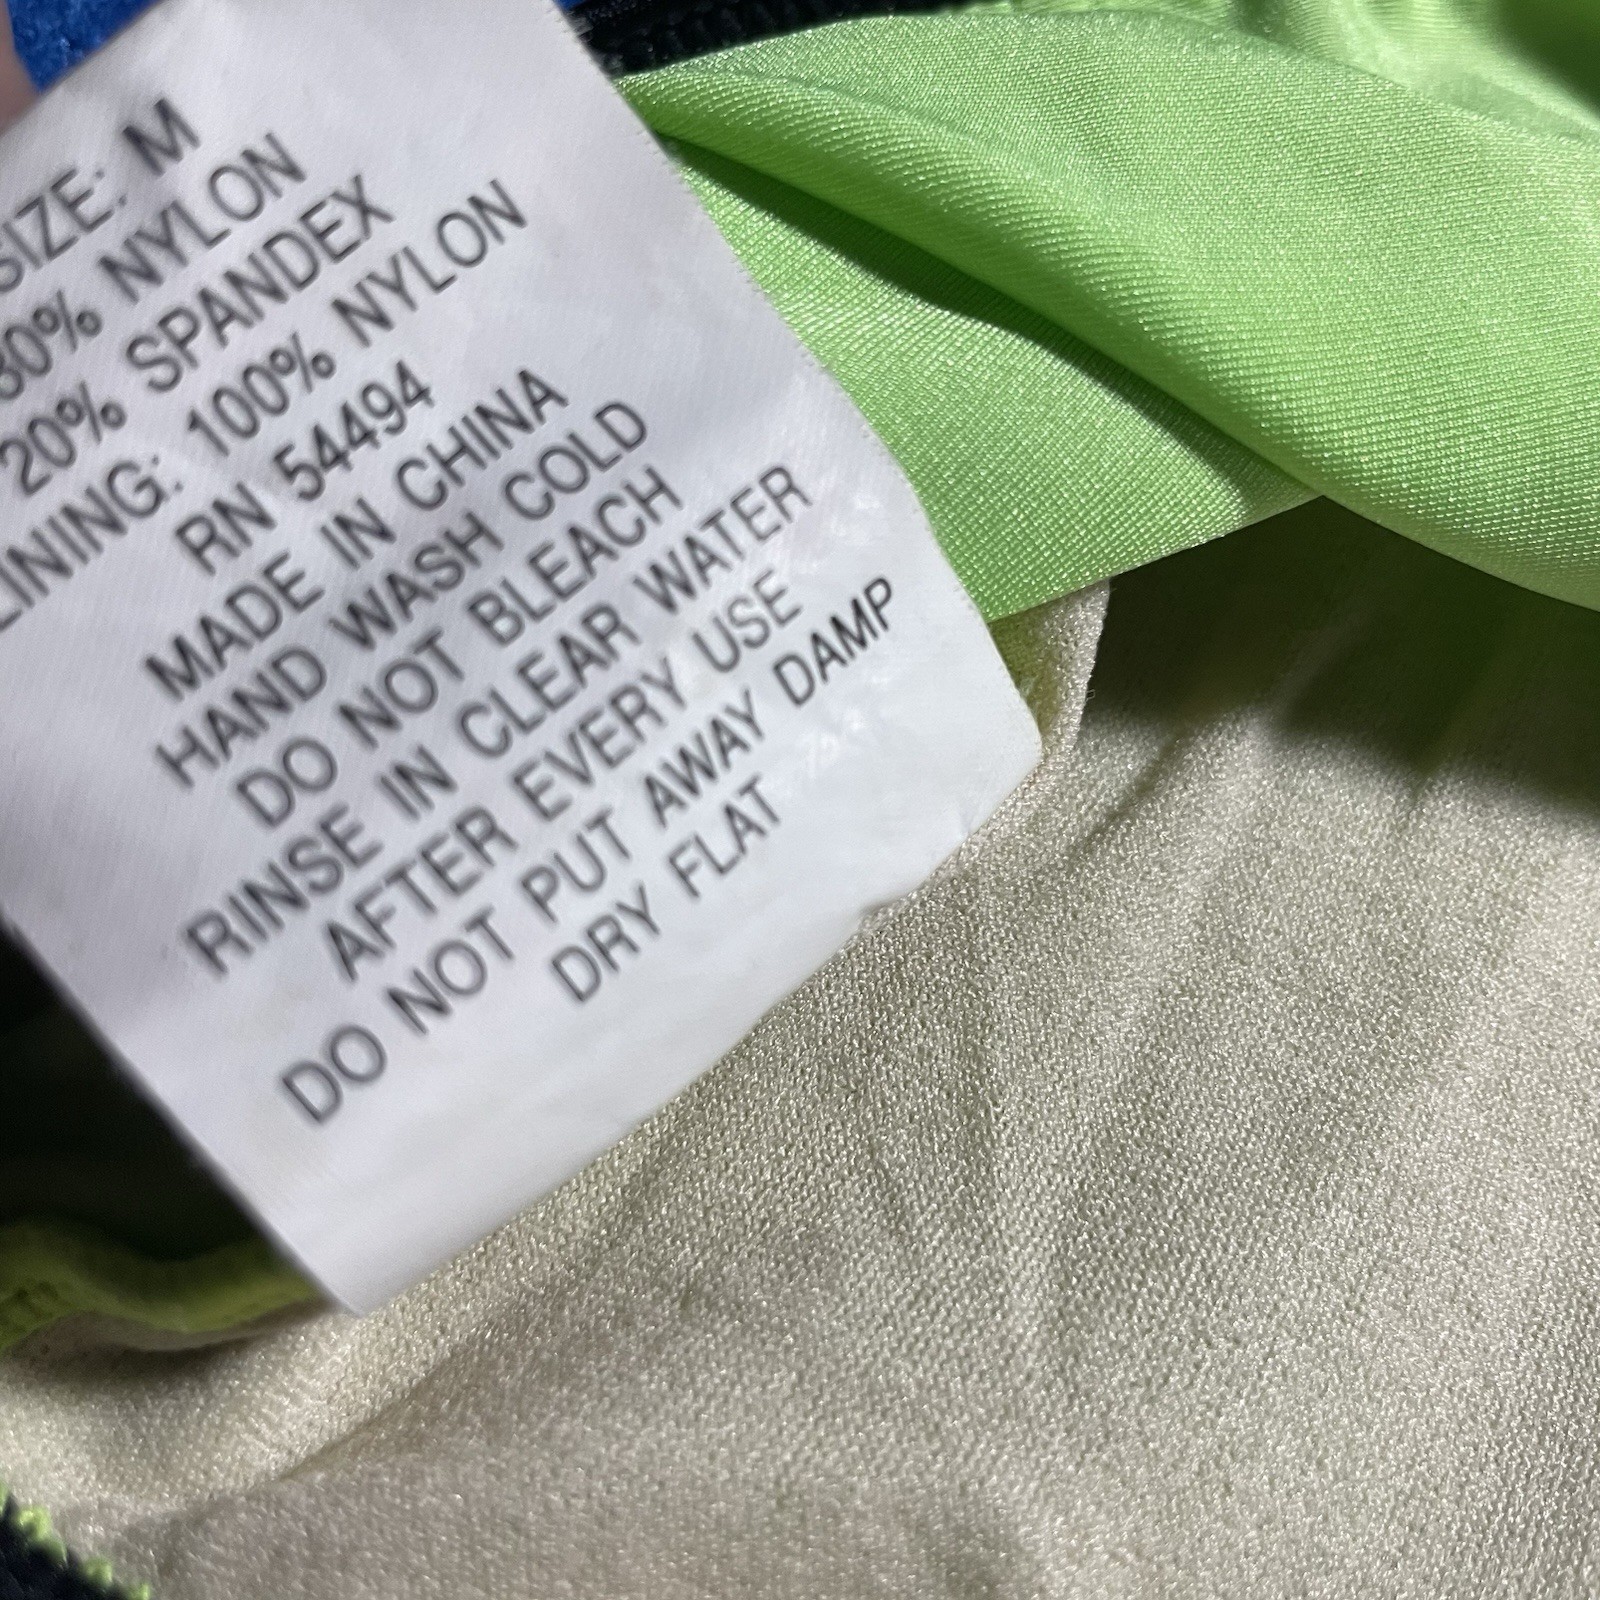 SIZE: M
80% NYLON
20% SPANDEX
LINING: 100% NYLON
RN 54494
MADE IN CHINA
HAND WASH COLD
DO NOT BLEACH
RINSE IN CLEAR WATER
AFTER EVERY USE
DO NOT PUT AWAY DAMP
DRY FLAT